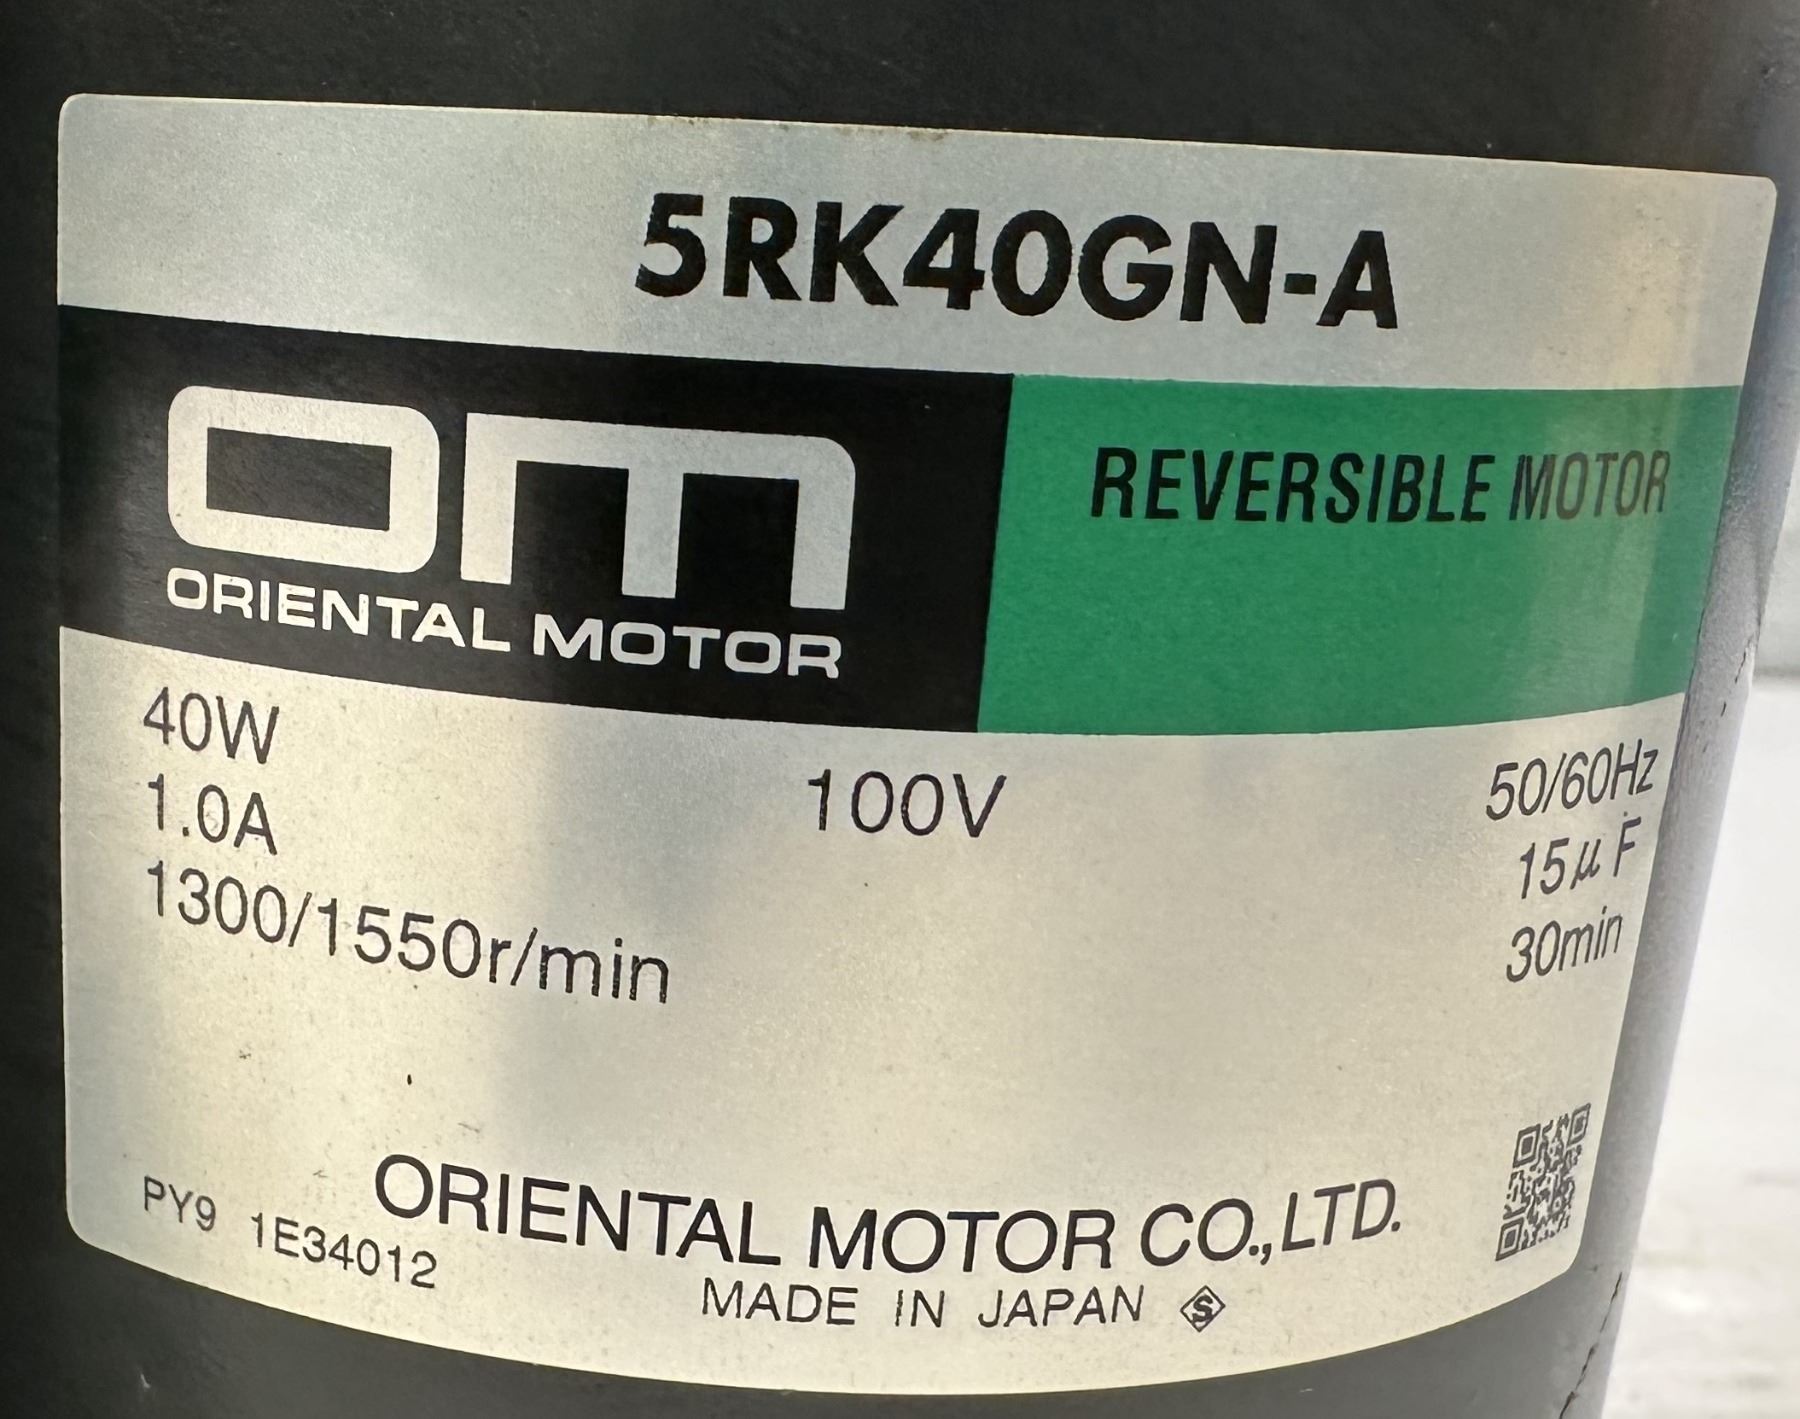 5RK40GN-A
OM
ORIENTAL MOTOR
REVERSIBLE MOTOR
40W
100V
50/60Hz
1.0A
15μF
1300/1550r/min
30min
ORIENTAL MOTOR CO.,LTD.
PY9 1E34012
MADE IN JAPAN S